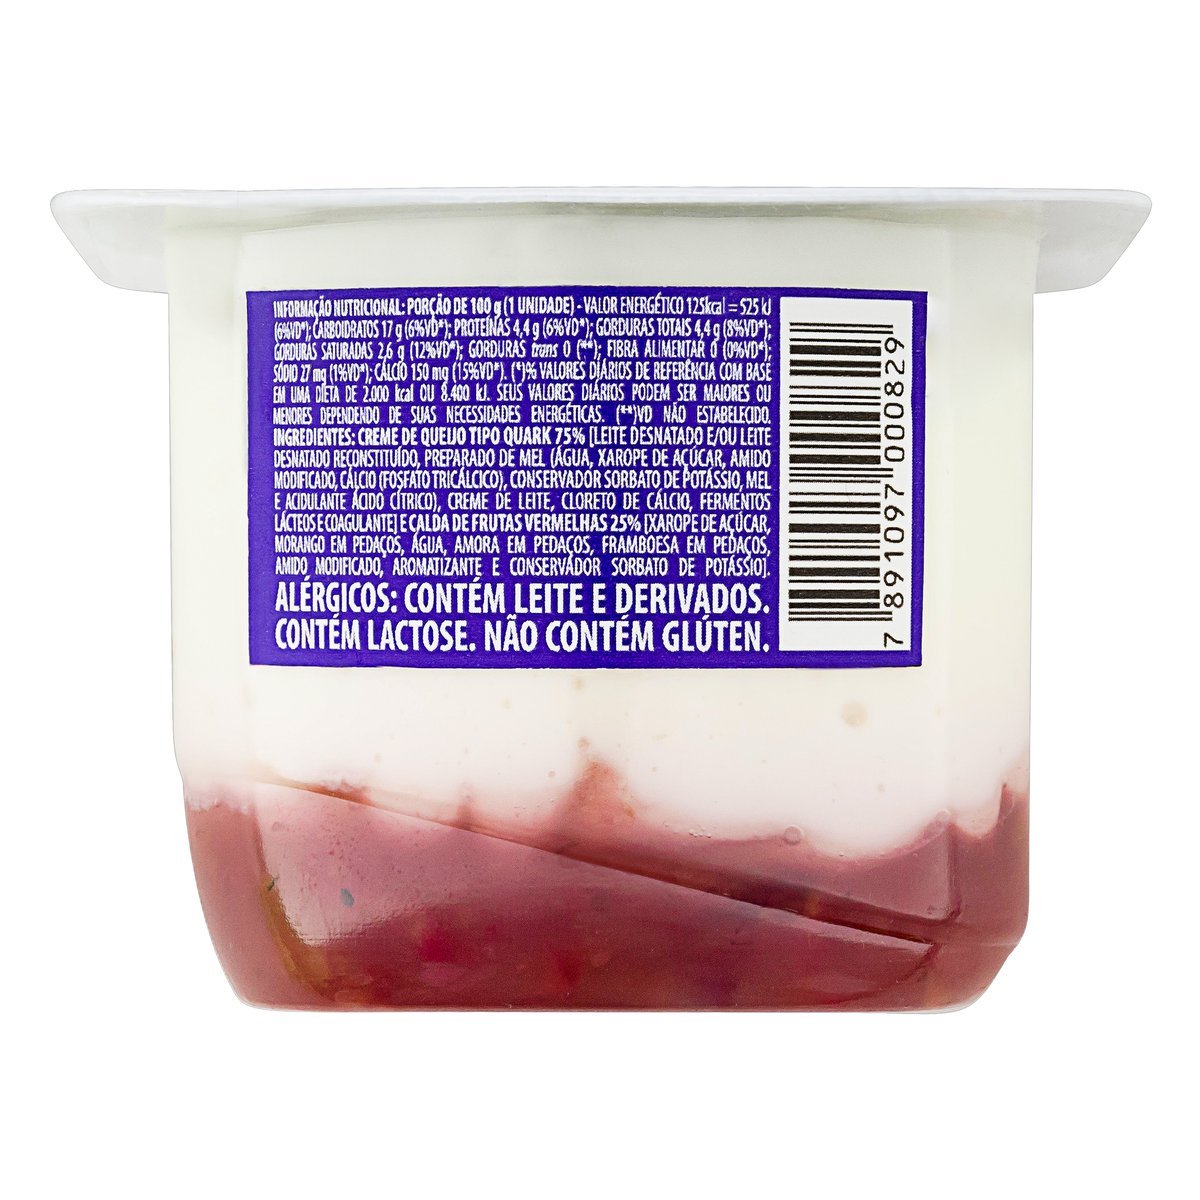 INFORMAÇÃO NUTRICIONAL: PORÇÃO DE 100 g (1 UNIDADE) - VALOR ENERGÉTICO 125kcal = 525 kJ
(6%VD*); CARBOIDRATOS 17 g (6%VD*); PROTEÍNAS 4,4 g (6%VD*); GORDURAS TOTAIS 4,4 g (8%VD*);
GORDURAS SATURADAS 2,6 g (12%VD*); GORDURAS trans 0 (**); FIBRA ALIMENTAR 0 (0%VD*);
SÓDIO 27 mg (1%VD*); CÁLCIO 150 mg (15%VD*). (*)% VALORES DIÁRIOS DE REFERÊNCIA COM BASE
EM UMA DIETA DE 2.000 kcal OU 8.400 kJ. SEUS VALORES DIÁRIOS PODEM SER MAIORES OU
MENORES DEPENDENDO DE SUAS NECESSIDADES ENERGÉTICAS. (**)VD NÃO ESTABELECIDO.
INGREDIENTES: CREME DE QUEIJO TIPO QUARK 75% [LEITE DESNATADO E/OU LEITE
DESNATADO RECONSTITUÍDO, PREPARADO DE MEL (ÁGUA, XAROPE DE AÇÚCAR, AMIDO
MODIFICADO, CÁLCIO (FOSFATO TRICÁLCICO), CONSERVADOR SORBATO DE POTÁSSIO, MEL
E ACIDULANTE ÁCIDO CÍTRICO), CREME DE LEITE, CLORETO DE CÁLCIO, FERMENTOS
LÁCTEOS E COAGULANTE] E CALDA DE FRUTAS VERMELHAS 25% [XAROPE DE AÇÚCAR,
MORANGO EM PEDAÇOS, ÁGUA, AMORA EM PEDAÇOS, FRAMBOESA EM PEDAÇOS,
AMIDO MODIFICADO, AROMATIZANTE E CONSERVADOR SORBATO DE POTÁSSIO].
ALÉRGICOS: CONTÉM LEITE E DERIVADOS.
CONTÉM LACTOSE. NÃO CONTÉM GLÚTEN.
7 891097 000829